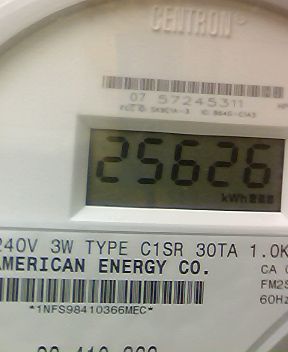 CENTRON®
07 57245311
25626
kWh
240V 3W TYPE C1SR 30TA 1.0K
AMERICAN ENERGY CO.
CA
FM2S
60Hz
*1NFS98410366MEC*